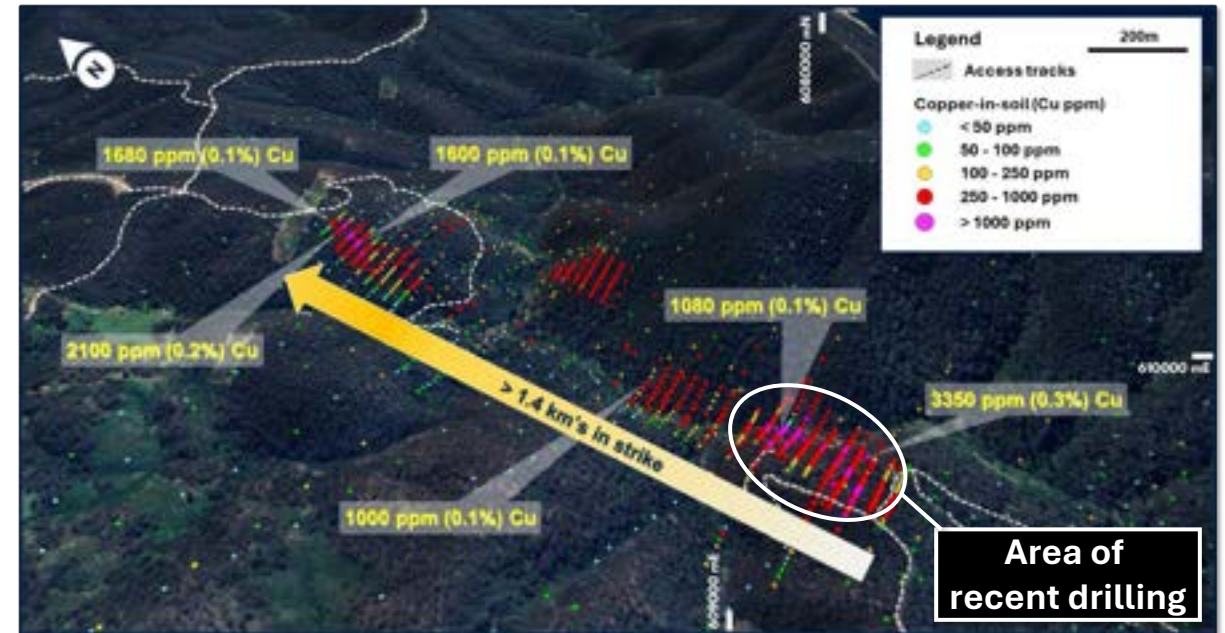 N
Legend
200m
Access tracks
Copper-in-soil (Cu ppm)
< 50 ppm
50 - 100 ppm
100 - 250 ppm
250 - 1000 ppm
> 1000 ppm
1680 ppm (0.1%) Cu
1600 ppm (0.1%) Cu
2100 ppm (0.2%) Cu
1080 ppm (0.1%) Cu
610000 mE
3350 ppm (0.3%) Cu
> 1.4 km's in strike
1000 ppm (0.1%) Cu
609000 mE
Area of
recent drilling